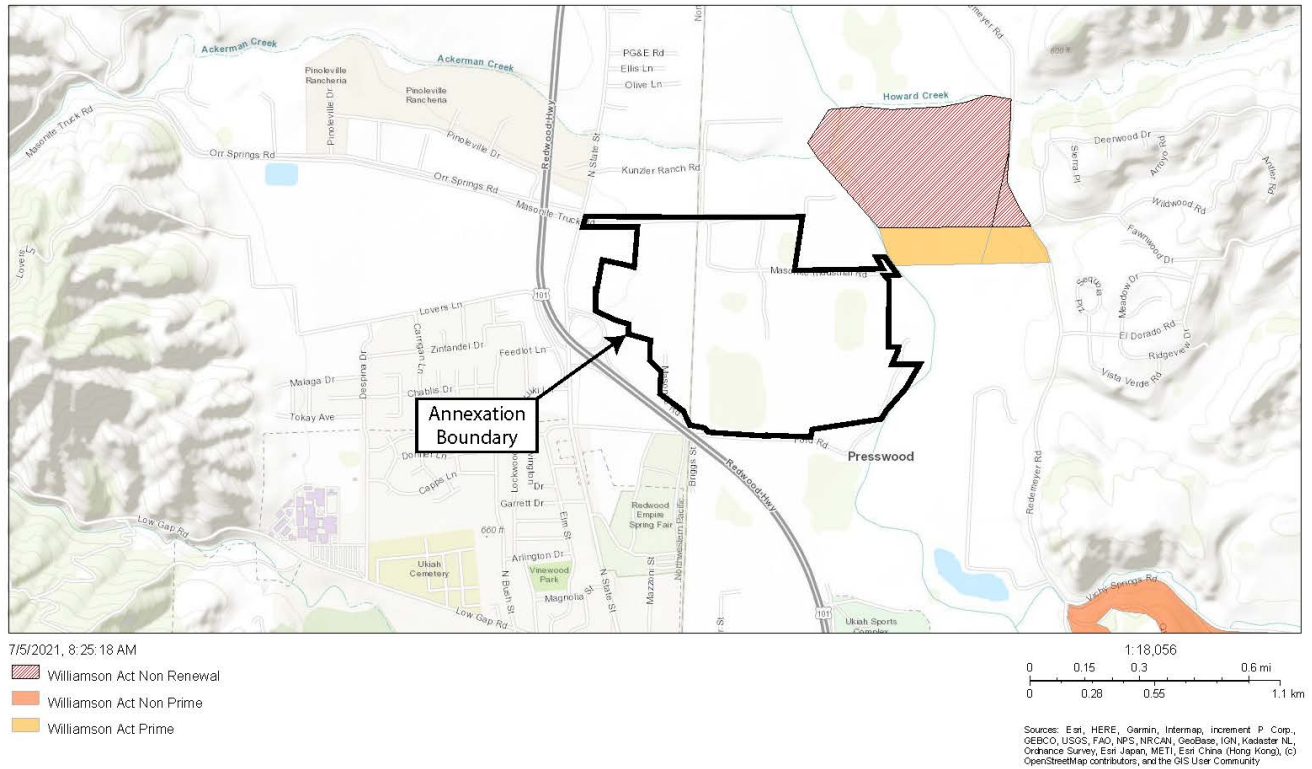 Ackerman Creek
Ackerman Creek
Pinoleville
Rancheria
Pinoleville
Rancheria
Pinoleville Dr
Pinoleville Dr
Masonite Truck Rd
Orr Springs Rd
Orr Springs Rd
Masonite Truck
Redwood Hwy
N State St
PG&E Rd
Ellis Ln
Olive Ln
Kunzler Ranch Rd
Howard Creek
600 ft
Deerwood Dr
Sierra Pl
Arroyo Rd
Antler Rd
Wildwood Rd
Fawnwood Dr
Sequoia
Meadow Dr
El Dorado Rd
Ridgeview Dr
Vista Verde Rd
Lovers Ln
Lovers Ln
101
Despina Dr
Carrigan Ln
Zinfandel Dr
Feedlot Ln
Malaga Dr
Chablis Dr
Tokay Ave
Annexation
Boundary
Donner Ln
Capps Ln
Lockwood
Dr
Garrett Dr
Elm St
660 ft
Arlington Dr
Low Gap Rd
Ukiah
Cemetery
Vinewood
Park
Magnolia St
N Bush St
N State St
Low Gap Rd
Redwood
Empire
Spring Fair
Mazzoni St
Northwestern Pacific
Briggs St
Redwood Hwy
Presswood
Redemeyer Rd
Vichy Springs Rd
101
Ukiah Sports
Complex
7/5/2021, 8:25:18 AM
Williamson Act Non Renewal
Williamson Act Non Prime
Williamson Act Prime
1:18,056
0 0.15 0.3 0.6 mi
0 0.28 0.55 1.1 km
Sources: Esri, HERE, Garmin, Intermap, increment P Corp.,
GEBCO, USGS, FAO, NPS, NRCAN, GeoBase, IGN, Kadaster NL,
Ordnance Survey, Esri Japan, METI, Esri China (Hong Kong), (c)
OpenStreetMap contributors, and the GIS User Community